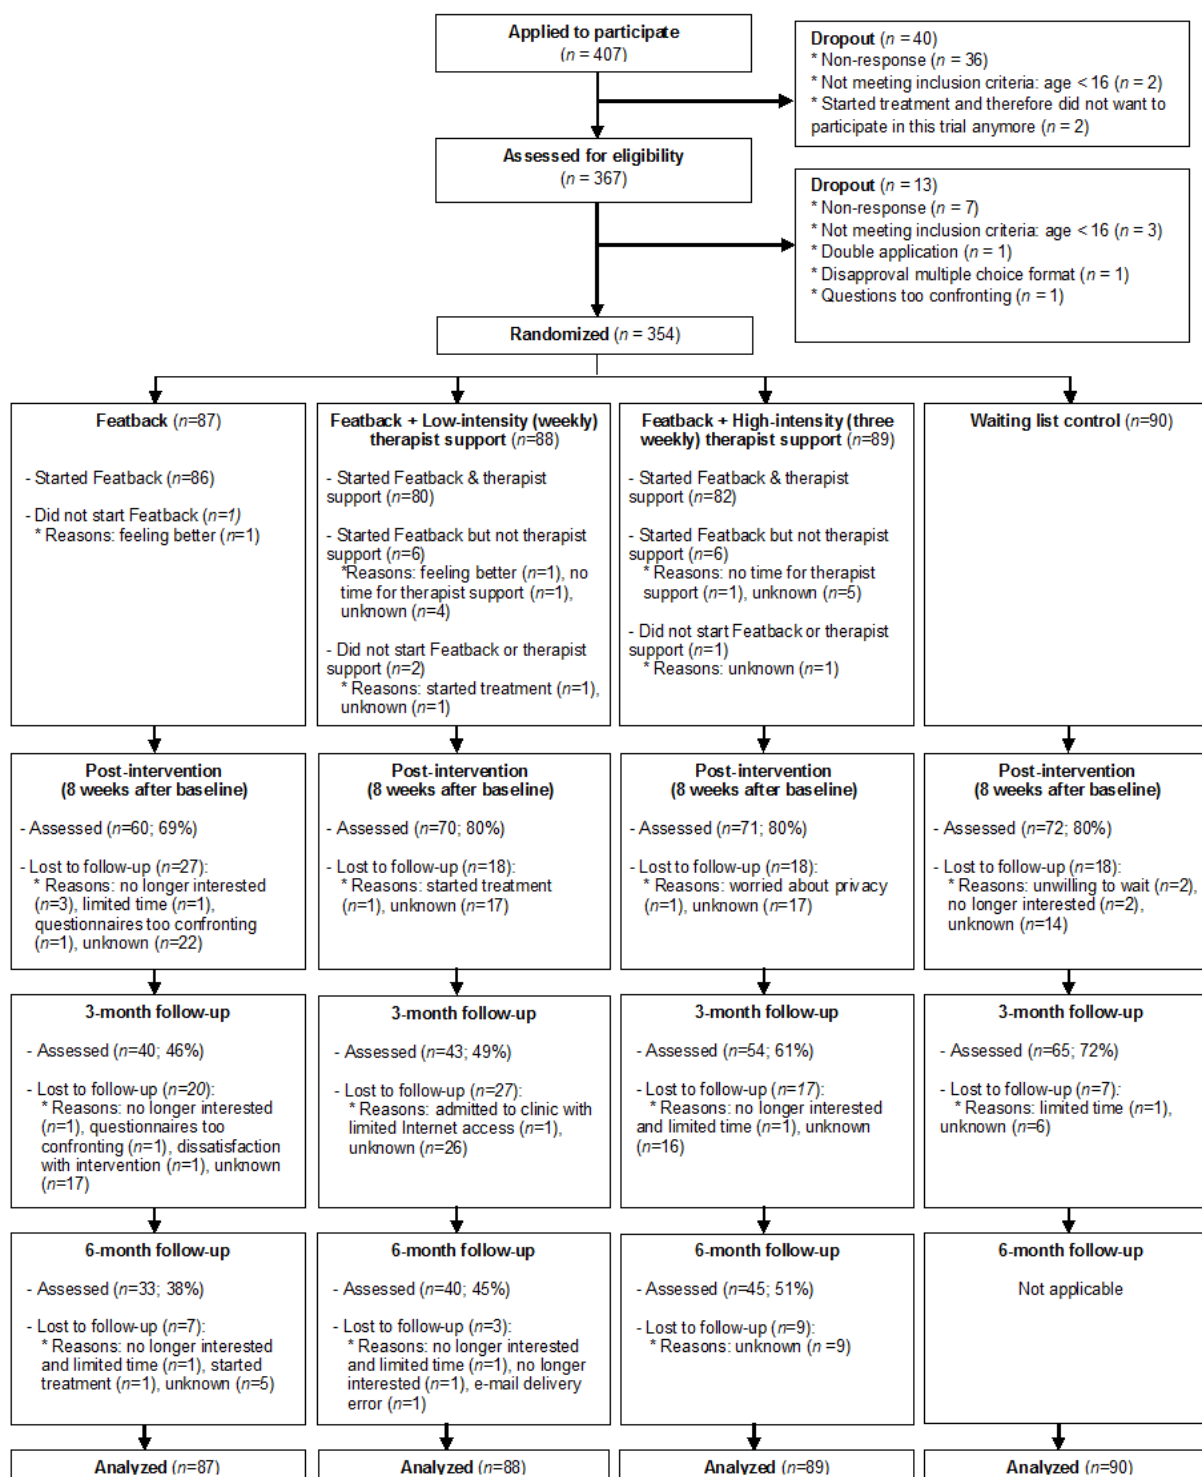 Applied to participate
(n = 407)
Dropout (n = 40)
* Non-response (n = 36)
* Not meeting inclusion criteria: age < 16 (n = 2)
* Started treatment and therefore did not want to
participate in this trial anymore (n = 2)
Assessed for eligibility
(n = 367)
Dropout (n = 13)
* Non-response (n = 7)
* Not meeting inclusion criteria: age < 16 (n = 3)
* Double application (n = 1)
* Disapproval multiple choice format (n = 1)
* Questions too confronting (n = 1)
Randomized (n = 354)
Featback (n=87)
- Started Featback (n=86)
- Did not start Featback (n=1)
* Reasons: feeling better (n=1)
Featback + Low-intensity (weekly)
therapist support (n=88)
- Started Featback & therapist
support (n=80)
- Started Featback but not therapist
support (n=6)
*Reasons: feeling better (n=1), no
time for therapist support (n=1),
unknown (n=4)
- Did not start Featback or therapist
support (n=2)
* Reasons: started treatment (n=1),
unknown (n=1)
Featback + High-intensity (three
weekly) therapist support (n=89)
- Started Featback & therapist
support (n=82)
- Started Featback but not therapist
support (n=6)
* Reasons: no time for therapist
support (n=1), unknown (n=5)
- Did not start Featback or therapist
support (n=1)
* Reasons: unknown (n=1)
Waiting list control (n=90)
Post-intervention
(8 weeks after baseline)
- Assessed (n=60; 69%)
- Lost to follow-up (n=27):
* Reasons: no longer interested
(n=3), limited time (n=1),
questionnaires too confronting
(n=1), unknown (n=22)
Post-intervention
(8 weeks after baseline)
- Assessed (n=70; 80%)
- Lost to follow-up (n=18):
* Reasons: started treatment
(n=1), unknown (n=17)
Post-intervention
(8 weeks after baseline)
- Assessed (n=71; 80%)
- Lost to follow-up (n=18):
* Reasons: worried about privacy
(n=1), unknown (n=17)
Post-intervention
(8 weeks after baseline)
- Assessed (n=72; 80%)
- Lost to follow-up (n=18):
* Reasons: unwilling to wait (n=2),
no longer interested (n=2),
unknown (n=14)
3-month follow-up
- Assessed (n=40; 46%)
- Lost to follow-up (n=20):
* Reasons: no longer interested
(n=1), questionnaires too
confronting (n=1), dissatisfaction
with intervention (n=1), unknown
(n=17)
3-month follow-up
- Assessed (n=43; 49%)
- Lost to follow-up (n=27):
* Reasons: admitted to clinic with
limited Internet access (n=1),
unknown (n=26)
3-month follow-up
- Assessed (n=54; 61%)
- Lost to follow-up (n=17):
* Reasons: no longer interested
and limited time (n=1), unknown
(n=16)
3-month follow-up
- Assessed (n=65; 72%)
- Lost to follow-up (n=7):
* Reasons: limited time (n=1),
unknown (n=6)
6-month follow-up
- Assessed (n=33; 38%)
- Lost to follow-up (n=7):
* Reasons: no longer interested
and limited time (n=1), started
treatment (n=1), unknown (n=5)
6-month follow-up
- Assessed (n=40; 45%)
- Lost to follow-up (n=3):
* Reasons: no longer interested
and limited time (n=1), no longer
interested (n=1), e-mail delivery
error (n=1)
6-month follow-up
- Assessed (n=45; 51%)
- Lost to follow-up (n=9):
* Reasons: unknown (n =9)
6-month follow-up
Not applicable
Analyzed (n=87)
Analyzed (n=88)
Analyzed (n=89)
Analyzed (n=90)